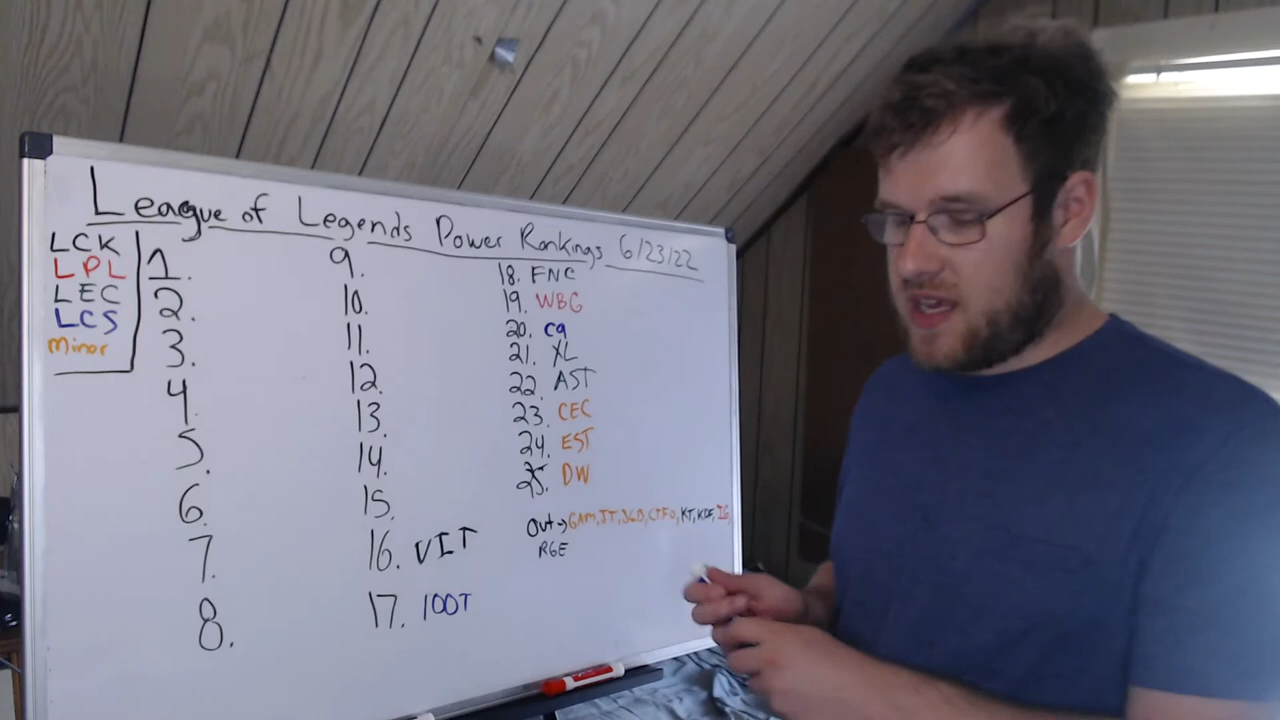 League of Legends Power Rankings 6/23/22
LCK
LPL
LEC
LCS
Minor
1.
2.
3.
4.
5.
6.
7.
8.
9.
10.
11.
12.
13.
14.
15.
16. VIT
17. 100T
18. FNC
19. WBG
20. C9
21. XL
22. AST
23. CEC
24. EST
25. DW
Out→GAM, JT, JGD, CTFO, KT, KDF, IG,
RGE